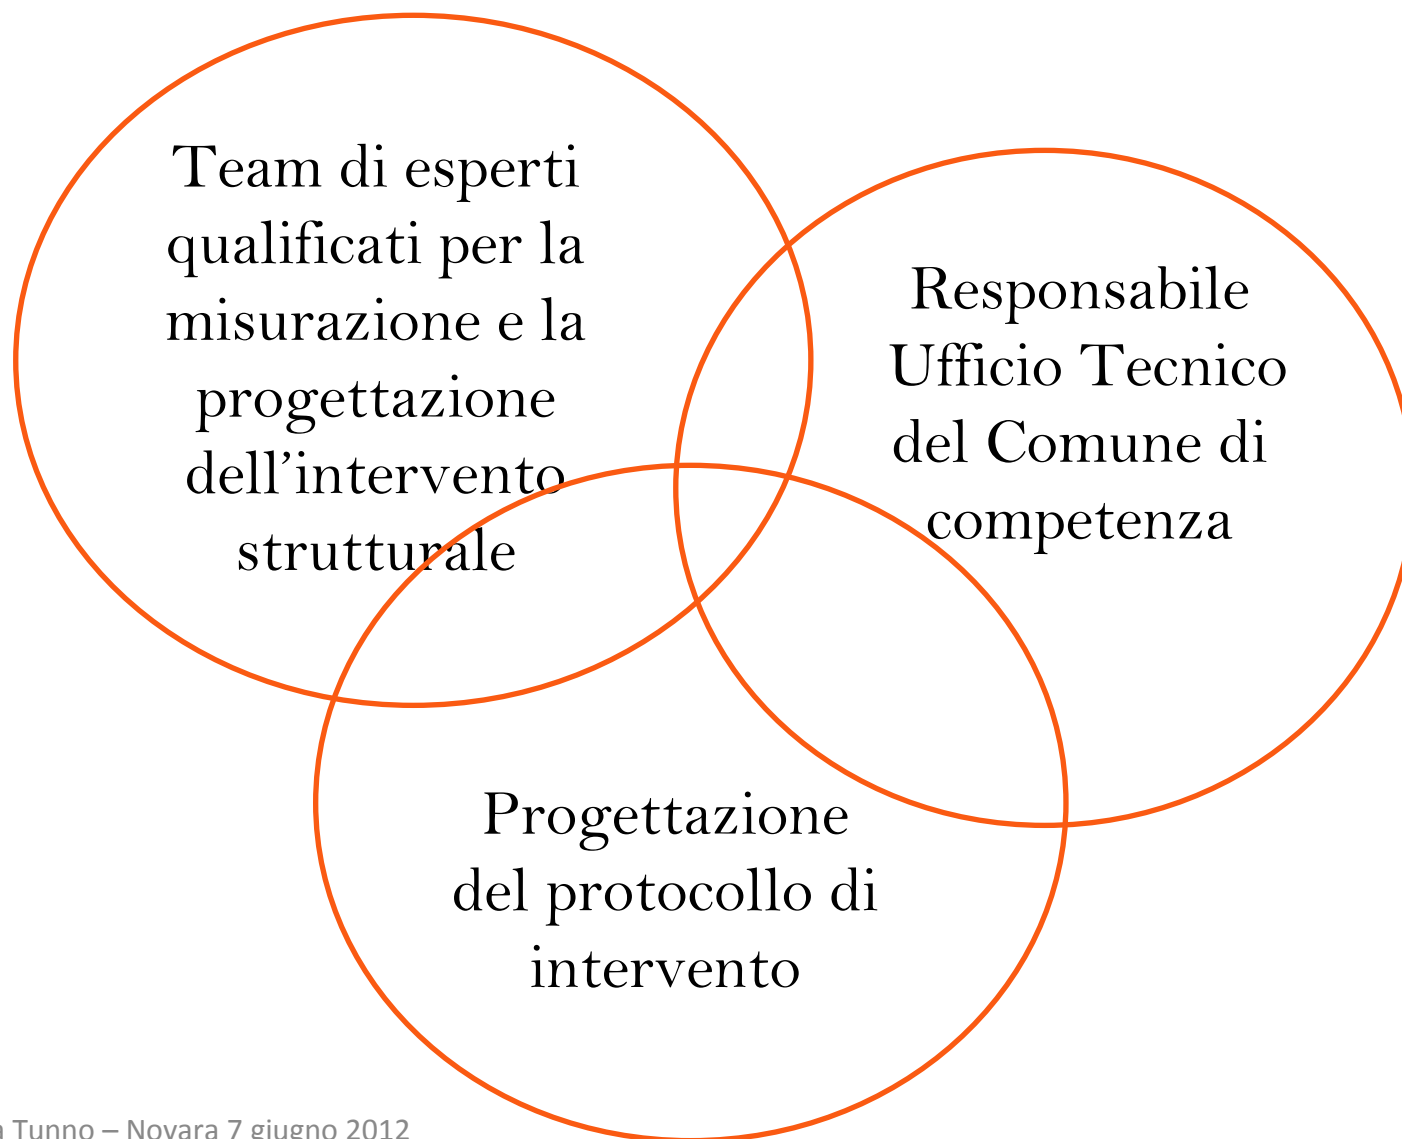 Team di esperti
qualificati per la
misurazione e la
progettazione
dell’intervento
strutturale
Responsabile
Ufficio Tecnico
del Comune di
competenza
Progettazione
del protocollo di
intervento
Tunno – Novara 7 giugno 2012